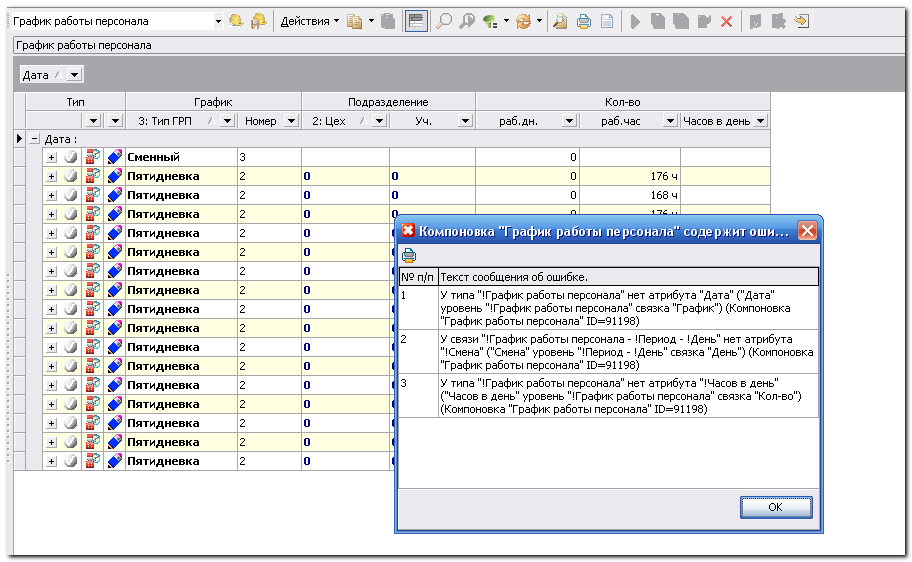 График работы персонала
Действия
График работы персонала
Дата
Тип График Подразделение Кол-во
3: Тип ГРП Номер 2: Цех Уч. раб.дн. раб.час Часов в день
Дата :
Сменный 3 0
Пятидневка 2 0 0 0 176 ч
Пятидневка 2 0 0 0 168 ч
Пятидневка 2 0 0 0 176 ч
Пятидневка 2 0
Пятидневка 2 0
Пятидневка 2 0
Пятидневка 2 0
Пятидневка 2 0
Пятидневка 2 0
Пятидневка 2 0
Пятидневка 2 0
Пятидневка 2 0
Пятидневка 2 0
Пятидневка 2 0
Пятидневка 2 0
Пятидневка 2 0
Компоновка "График работы персонала" содержит оши...
№ п/п Текст сообщения об ошибке.
1 У типа "!График работы персонала" нет атрибута "Дата" ("Дата"
уровень "!График работы персонала" связка "График") (Компоновка
"График работы персонала" ID=91198)
2 У связи "!График работы персонала - !Период - !День" нет атрибута
"!Смена" ("Смена" уровень "!Период - !День" связка "День") (Компоновка
"График работы персонала" ID=91198)
3 У типа "!График работы персонала" нет атрибута "!Часов в день"
("Часов в день" уровень "!График работы персонала" связка "Кол-во")
(Компоновка "График работы персонала" ID=91198)
OK